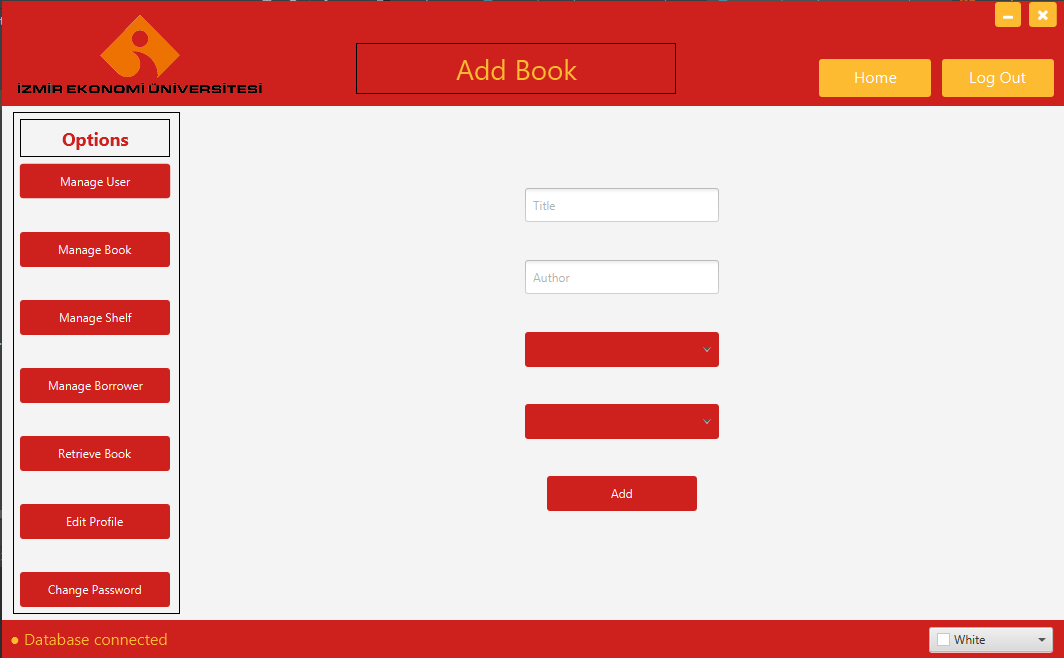 İZMİR EKONOMİ ÜNİVERSİTESİ
Add Book
Home
Log Out
Options
Manage User
Manage Book
Manage Shelf
Manage Borrower
Retrieve Book
Edit Profile
Change Password
Title
Author
Add
Database connected
White